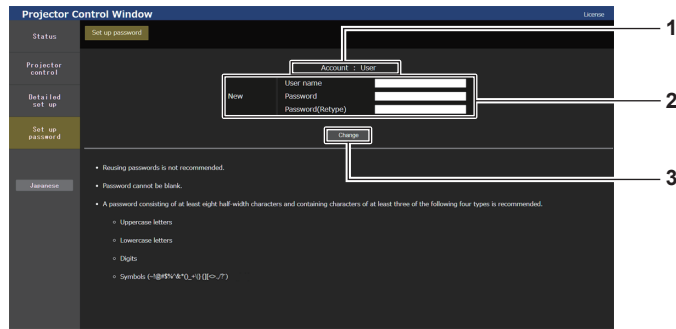 Projector Control Window
License
Status
Set up password
Projector control
Detailed set up
Set up password
Japanese
Account : User
New
User name
Password
Password(Retype)
Change
1
2
3
• Reusing passwords is not recommended.
• Password cannot be blank.
• A password consisting of at least eight half-width characters and containing characters of at least three of the following four types is recommended.
○ Uppercase letters
○ Lowercase letters
○ Digits
○ Symbols